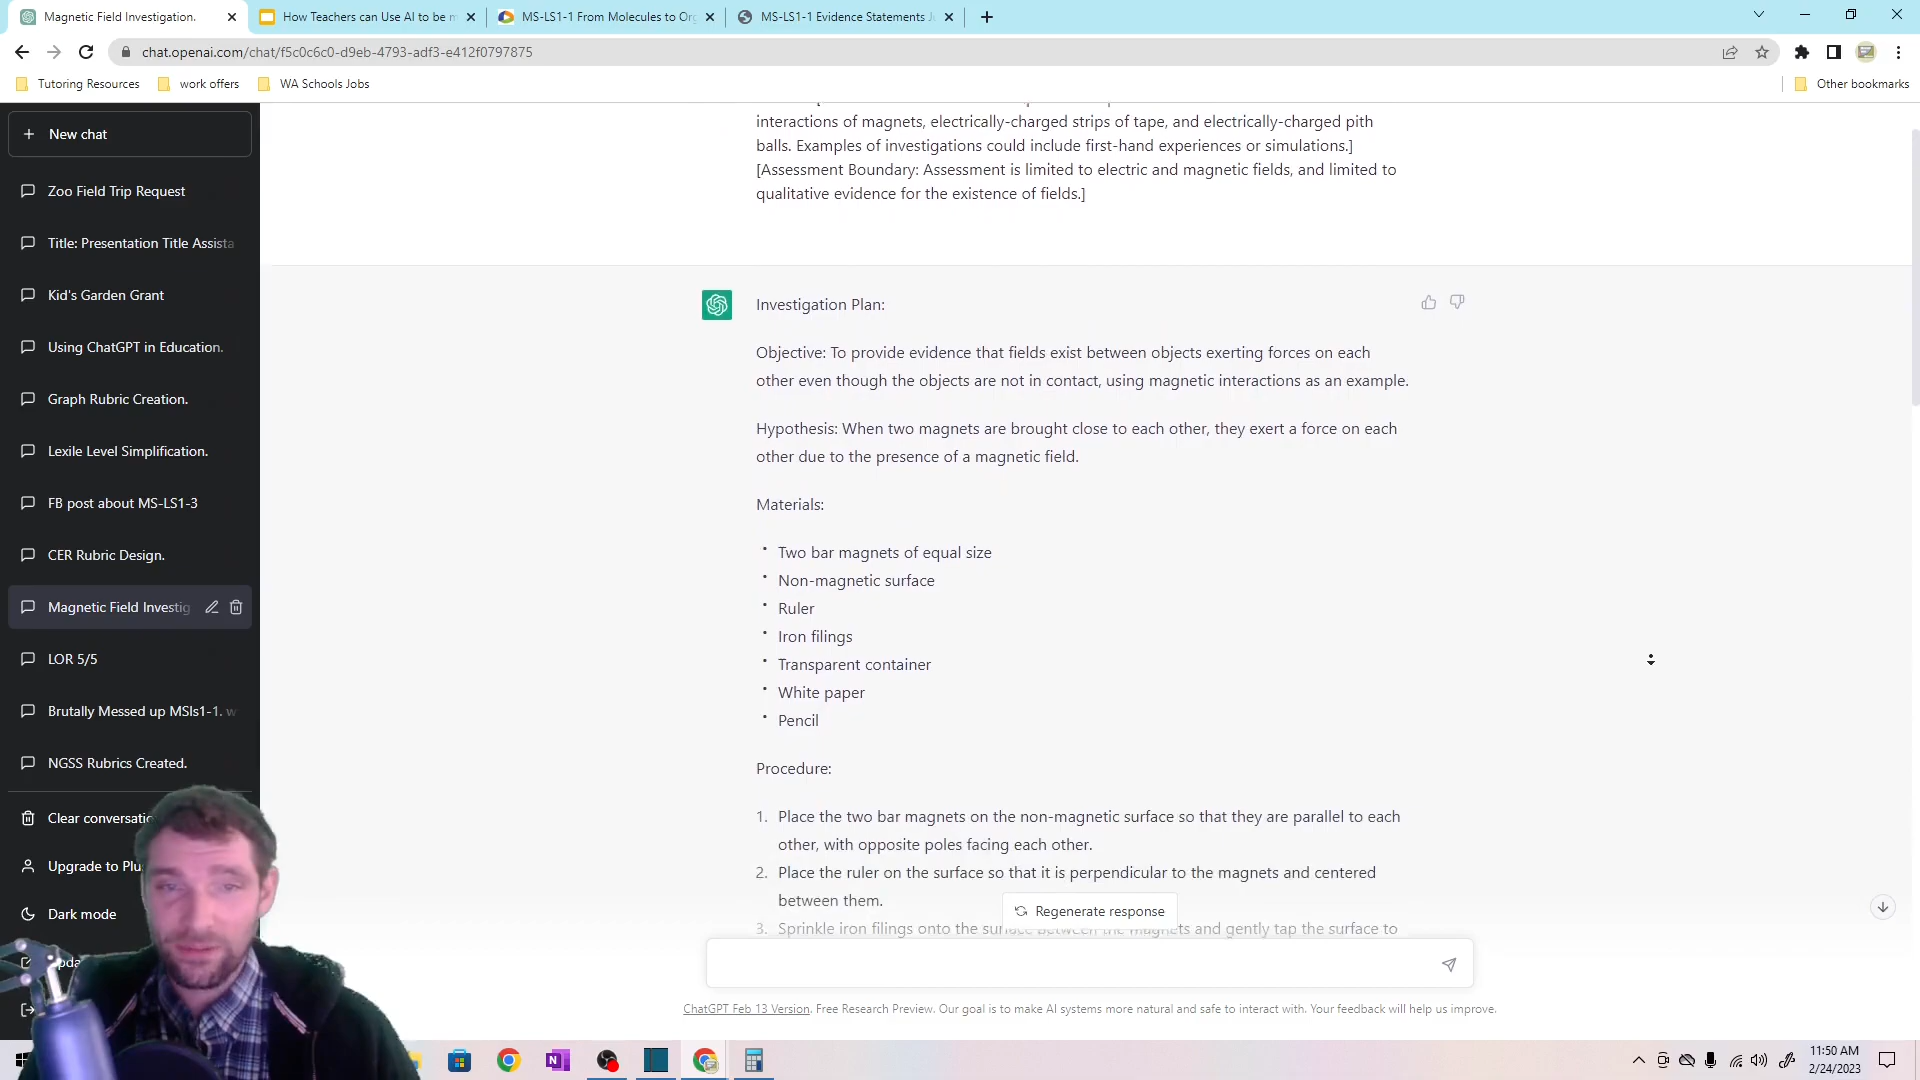 Magnetic Field Investigation.
How Teachers can Use AI to be m
MS-LS1-1 From Molecules to Org
MS-LS1-1 Evidence Statements Ju
chat.openai.com/chat/f5c0c6c0-d9eb-4793-adf3-e412f0797875
Tutoring Resources
work offers
WA Schools Jobs
Other bookmarks
New chat
Zoo Field Trip Request
Title: Presentation Title Assista
Kid's Garden Grant
Using ChatGPT in Education.
Graph Rubric Creation.
Lexile Level Simplification.
FB post about MS-LS1-3
CER Rubric Design.
Magnetic Field Investig
LOR 5/5
Brutally Messed up MSls1-1. w
NGSS Rubrics Created.
Clear conversatio
Upgrade to Plu
Dark mode
interactions of magnets, electrically-charged strips of tape, and electrically-charged pith
balls. Examples of investigations could include first-hand experiences or simulations.]
[Assessment Boundary: Assessment is limited to electric and magnetic fields, and limited to
qualitative evidence for the existence of fields.]
Investigation Plan:
Objective: To provide evidence that fields exist between objects exerting forces on each
other even though the objects are not in contact, using magnetic interactions as an example.
Hypothesis: When two magnets are brought close to each other, they exert a force on each
other due to the presence of a magnetic field.
Materials:
• Two bar magnets of equal size
• Non-magnetic surface
• Ruler
• Iron filings
• Transparent container
• White paper
• Pencil
Procedure:
1. Place the two bar magnets on the non-magnetic surface so that they are parallel to each
other, with opposite poles facing each other.
2. Place the ruler on the surface so that it is perpendicular to the magnets and centered
between them.
Regenerate response
3. Sprinkle iron filings onto the surface between the magnets and gently tap the surface to
ChatGPT Feb 13 Version. Free Research Preview. Our goal is to make AI systems more natural and safe to interact with. Your feedback will help us improve.
11:50 AM
2/24/2023